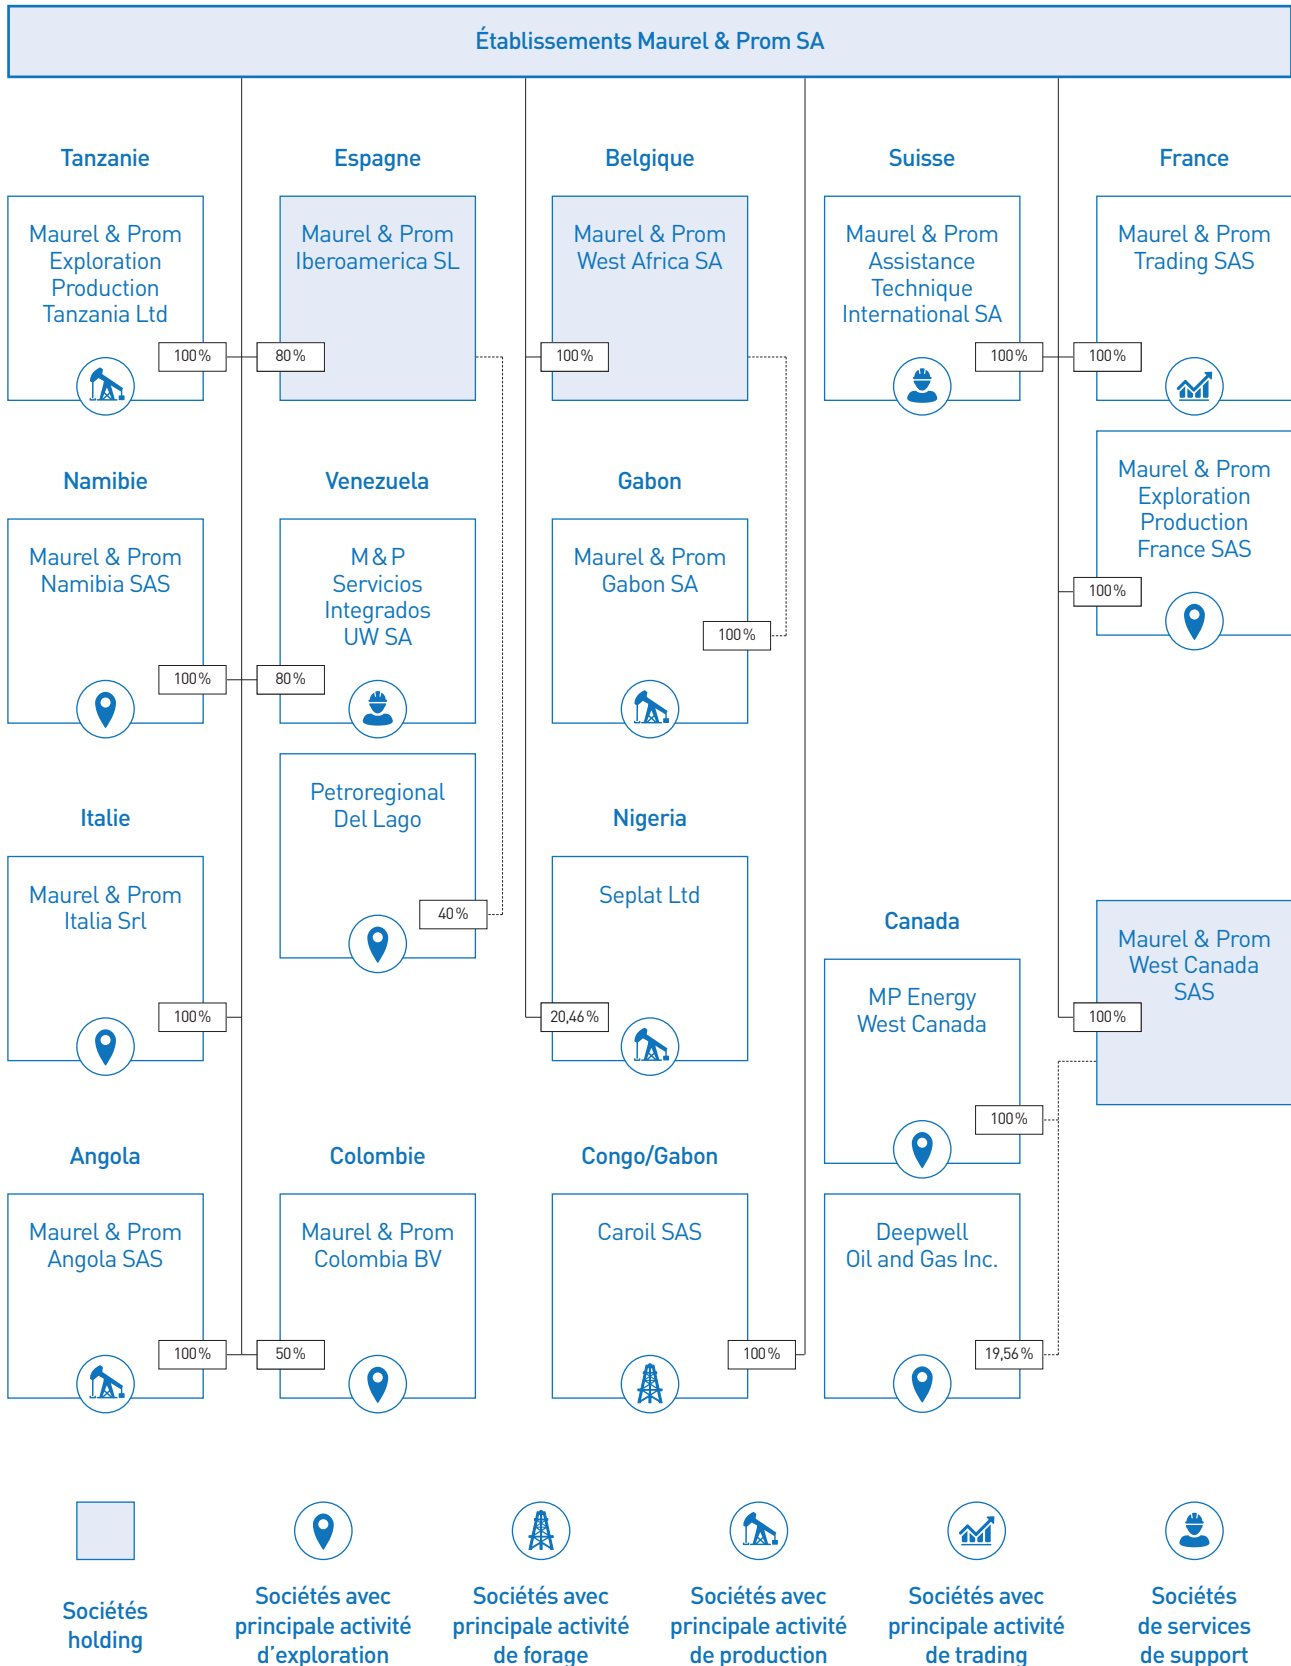 Établissements Maurel & Prom SA
Tanzanie
Maurel & Prom
Exploration
Production
Tanzania Ltd
100 %
Espagne
Maurel & Prom
Iberoamerica SL
80 %
Belgique
Maurel & Prom
West Africa SA
100 %
Suisse
Maurel & Prom
Assistance
Technique
International SA
100 %
France
Maurel & Prom
Trading SAS
100 %
Maurel & Prom
Exploration
Production
France SAS
100 %
Namibie
Maurel & Prom
Namibia SAS
100 %
Venezuela
M & P
Servicios
Integrados
UW SA
80 %
Petroregional
Del Lago
40 %
Gabon
Maurel & Prom
Gabon SA
100 %
Italie
Maurel & Prom
Italia Srl
100 %
Nigeria
Seplat Ltd
20,46 %
Canada
MP Energy
West Canada
100 %
Maurel & Prom
West Canada
SAS
100 %
Angola
Maurel & Prom
Angola SAS
100 %
Colombie
Maurel & Prom
Colombia BV
50 %
Congo/Gabon
Caroil SAS
100 %
Deepwell
Oil and Gas Inc.
19,56 %
Sociétés
holding
Sociétés avec
principale activité
d'exploration
Sociétés avec
principale activité
de forage
Sociétés avec
principale activité
de production
Sociétés avec
principale activité
de trading
Sociétés
de services
de support